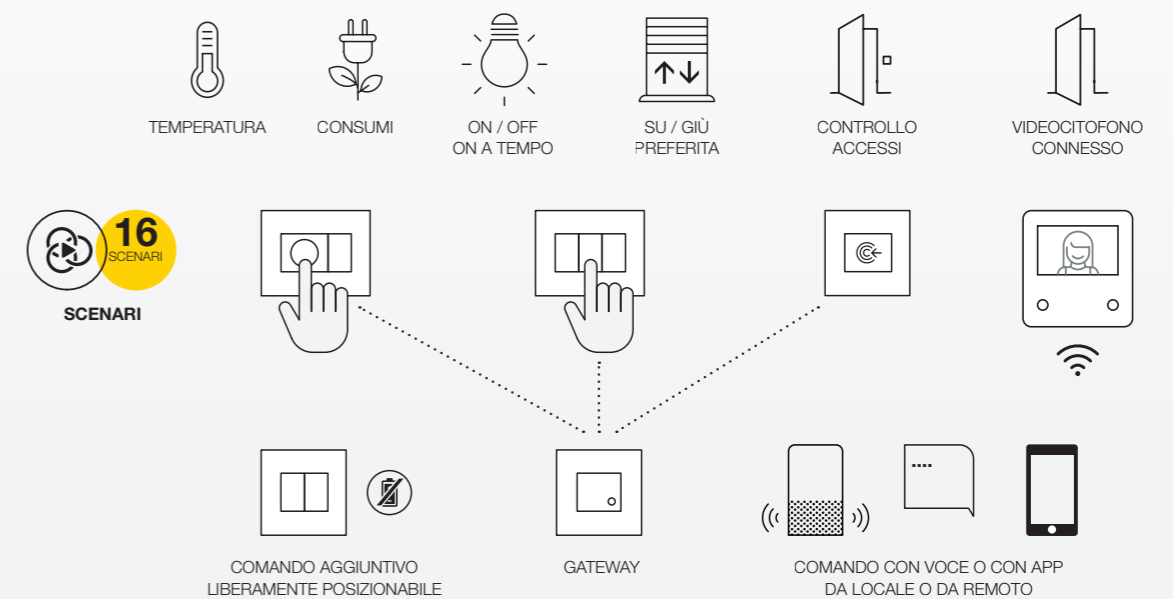 TEMPERATURA
CONSUMI
ON / OFF
ON A TEMPO
SU / GIÙ
PREFERITA
CONTROLLO
ACCESSI
VIDEOCITOFONO
CONNESSO
16
SCENARI
SCENARI
COMANDO AGGIUNTIVO
LIBERAMENTE POSIZIONABILE
GATEWAY
COMANDO CON VOCE O CON APP
DA LOCALE O DA REMOTO